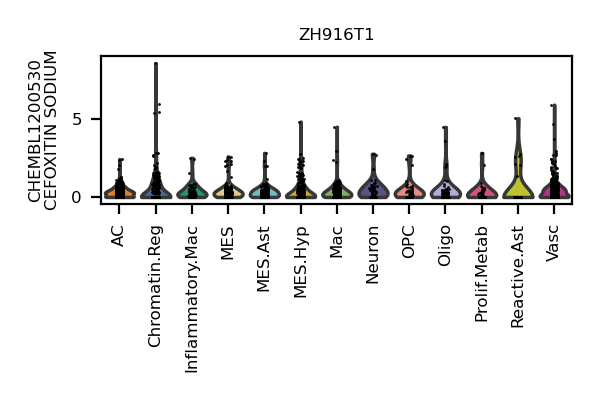 ZH916T1
CHEMBL1200530
CEFOXITIN SODIUM
5
0
AC
Chromatin.Reg
Inflammatory.Mac
MES
MES.Ast
MES.Hyp
Mac
Neuron
OPC
Oligo
Prolif.Metab
Reactive.Ast
Vasc